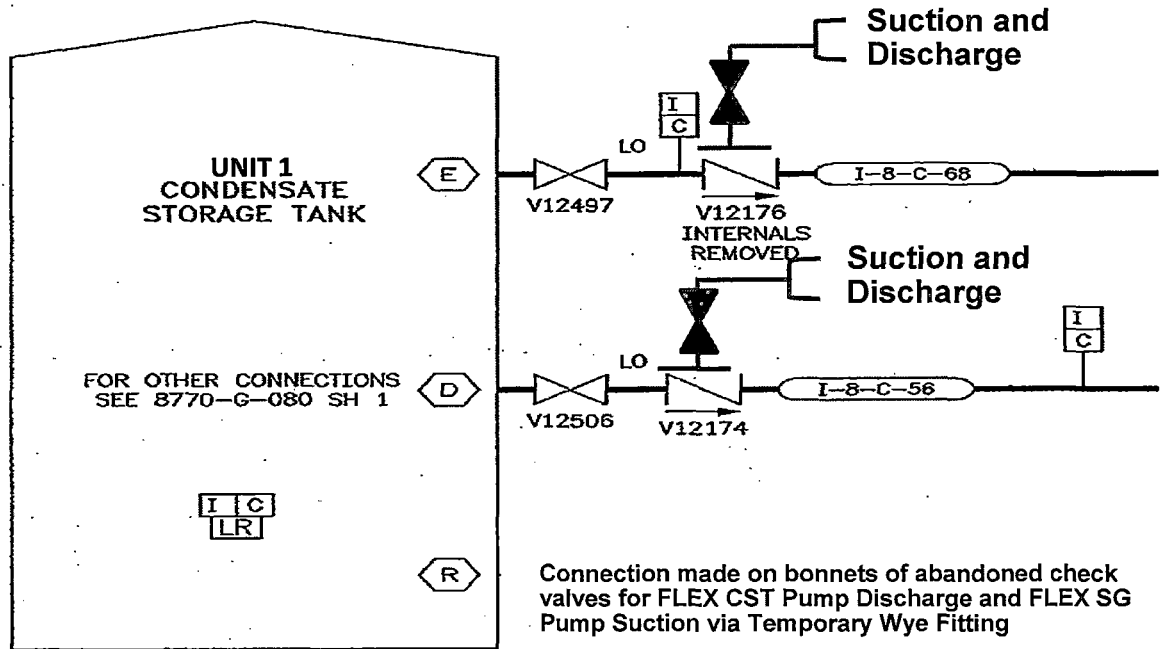 Suction and
Discharge
I
C
LO
UNIT 1
CONDENSATE
STORAGE TANK
E
V12497
V12176
INTERNALS
REMOVED
I-8-C-68
Suction and
Discharge
I
C
LO
FOR OTHER CONNECTIONS
SEE 8770-G-080 SH 1
D
V12506
V12174
I-8-C-56
I C
LR
R
Connection made on bonnets of abandoned check
valves for FLEX CST Pump Discharge and FLEX SG
Pump Suction via Temporary Wye Fitting